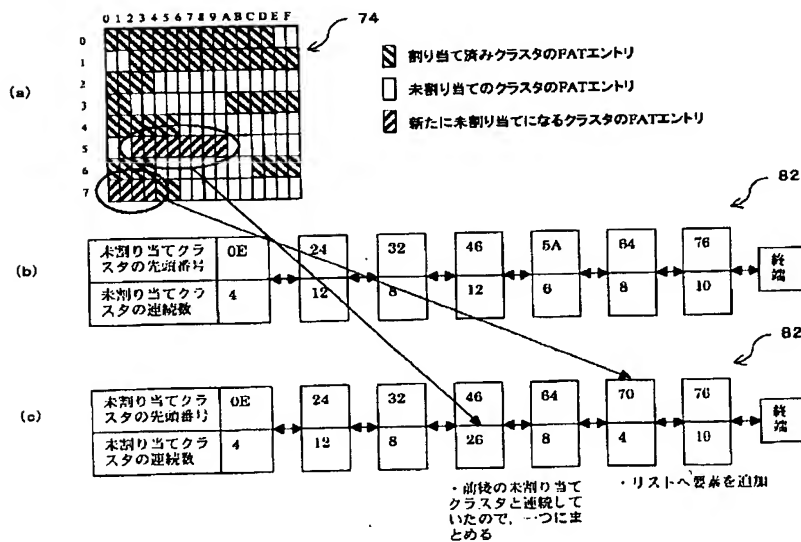 0 1 2 3 4 5 6 7 8 9 A B C D E F
74
0
1
2
3
4
5
6
7
(a)
割り当て済みクラスタのFATエントリ
未割り当てのクラスタのFATエントリ
新たに未割り当てになるクラスタのFATエントリ
82
(b)
未割り当てクラ
スタの先頭番号
0E
24
32
46
5A
64
76
未割り当てクラ
スタの連続数
4
12
8
12
6
8
10
終
端
82
(c)
未割り当てクラ
スタの先頭番号
0E
24
32
46
64
70
76
未割り当てクラ
スタの連続数
4
12
8
26
8
4
10
終
端
・前後の未割り当て
クラスタと連続して
いたので、一つにま
とめる
・リストへ要素を追加